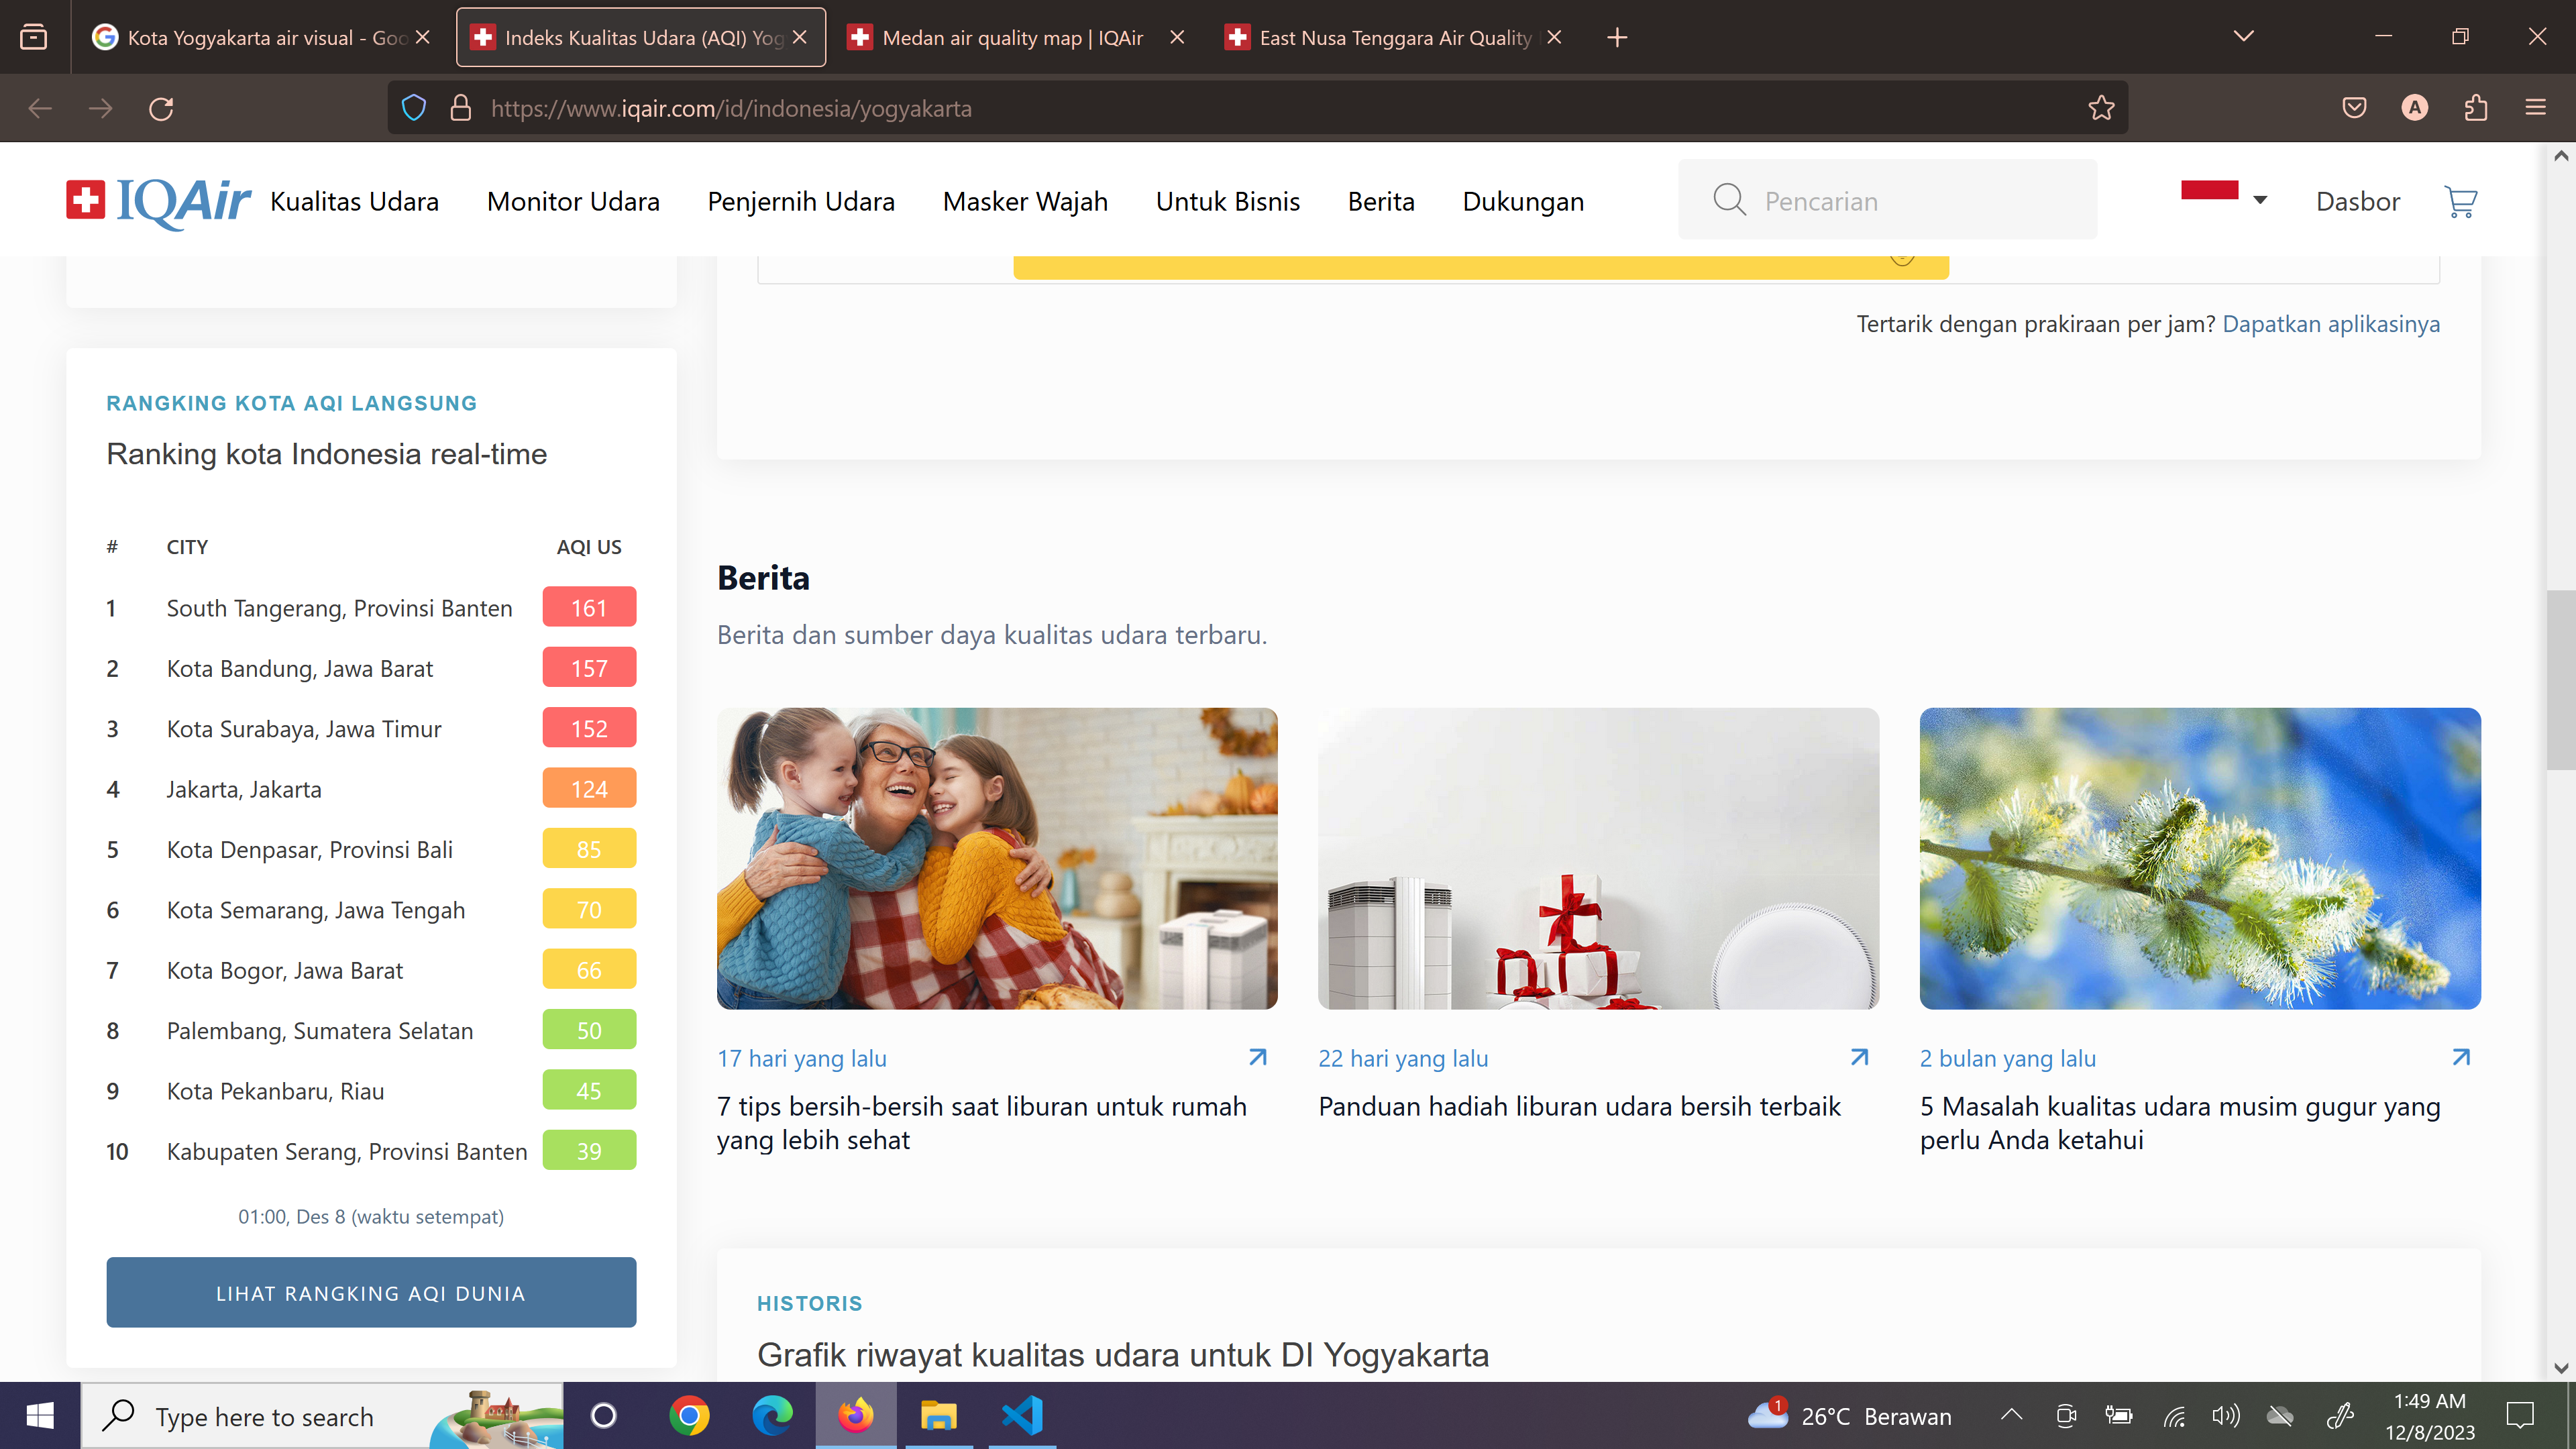 Kota Yogyakarta air visual - Goo
Indeks Kualitas Udara (AQI) Yog
Medan air quality map | IQAir
East Nusa Tenggara Air Quality
https://www.iqair.com/id/indonesia/yogyakarta
A
IQAir
Kualitas Udara
Monitor Udara
Penjernih Udara
Masker Wajah
Untuk Bisnis
Berita
Dukungan
Pencarian
Dasbor
Tertarik dengan prakiraan per jam? Dapatkan aplikasinya
RANGKING KOTA AQI LANGSUNG
Ranking kota Indonesia real-time
# CITY AQI US
1 South Tangerang, Provinsi Banten 161
2 Kota Bandung, Jawa Barat 157
3 Kota Surabaya, Jawa Timur 152
4 Jakarta, Jakarta 124
5 Kota Denpasar, Provinsi Bali 85
6 Kota Semarang, Jawa Tengah 70
7 Kota Bogor, Jawa Barat 66
8 Palembang, Sumatera Selatan 50
9 Kota Pekanbaru, Riau 45
10 Kabupaten Serang, Provinsi Banten 39
01:00, Des 8 (waktu setempat)
LIHAT RANGKING AQI DUNIA
Berita
Berita dan sumber daya kualitas udara terbaru.
17 hari yang lalu
7 tips bersih-bersih saat liburan untuk rumah
yang lebih sehat
22 hari yang lalu
Panduan hadiah liburan udara bersih terbaik
2 bulan yang lalu
5 Masalah kualitas udara musim gugur yang
perlu Anda ketahui
HISTORIS
Grafik riwayat kualitas udara untuk DI Yogyakarta
Type here to search
1
26°C Berawan
1:49 AM
12/8/2023